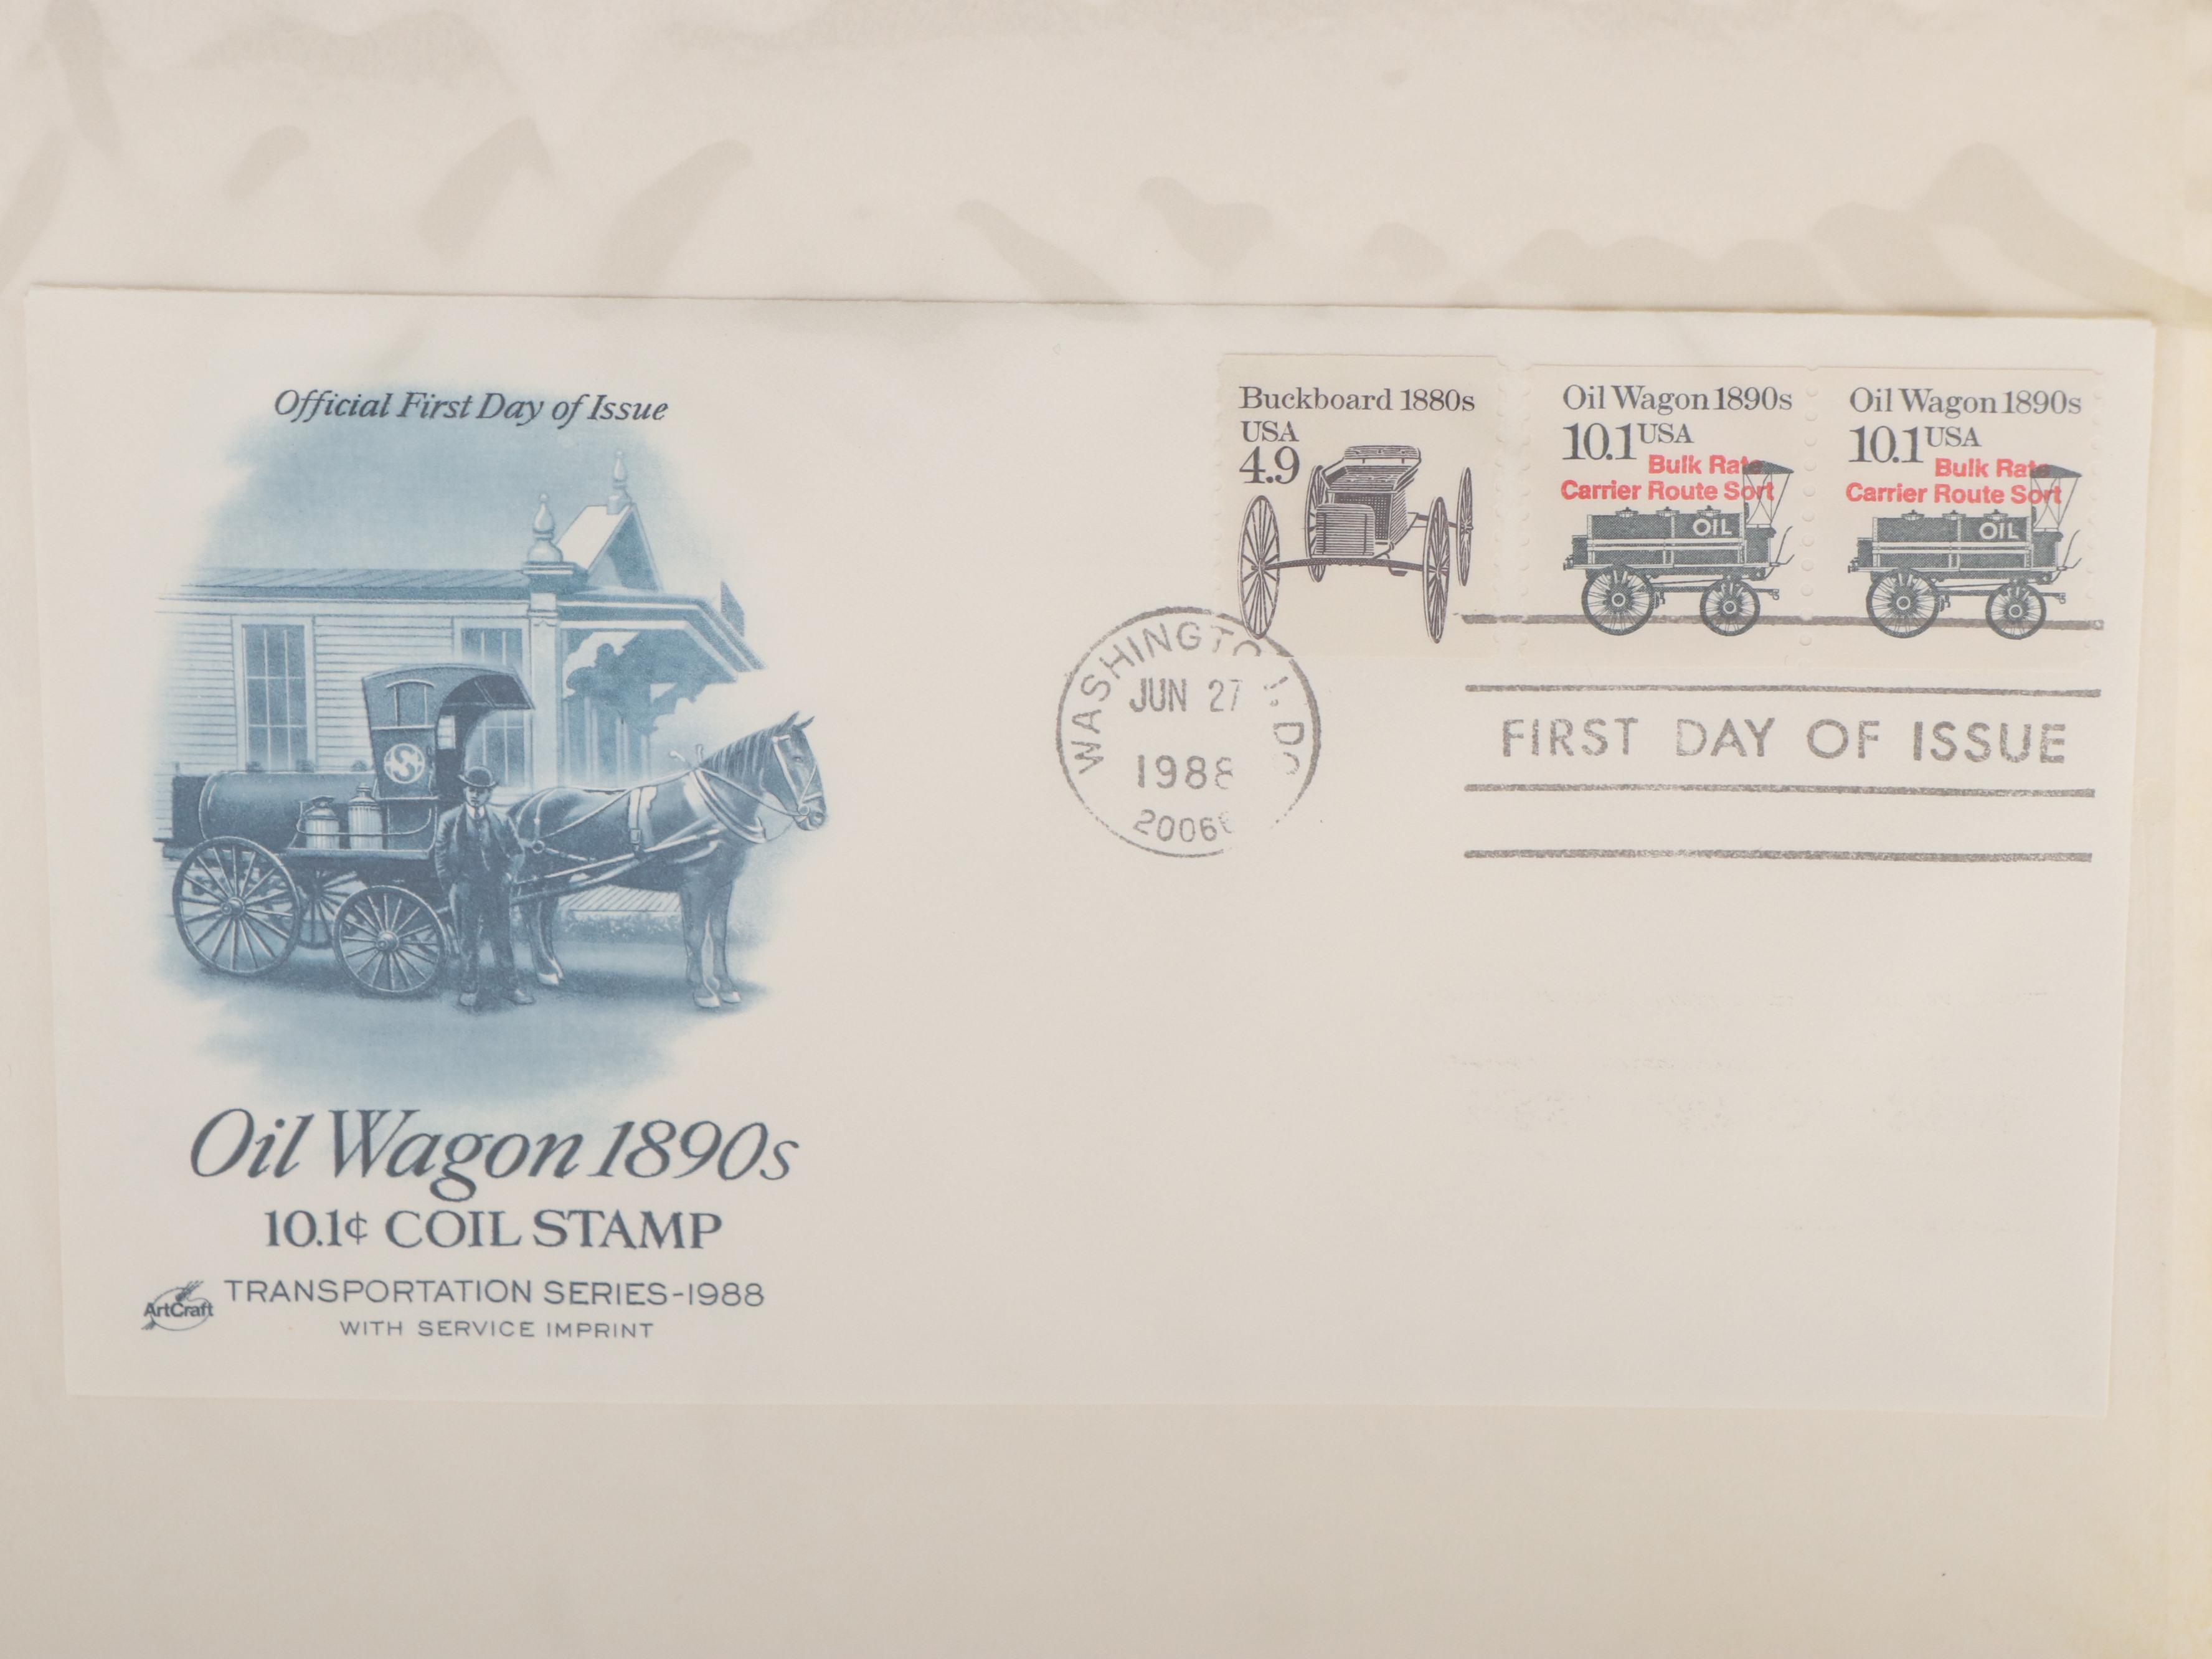 Official First Day of Issue
Buckboard 1880s
USA
4.9
Oil Wagon 1890s
10.1 USA
Bulk Rate
Carrier Route Sort
OIL
Oil Wagon 1890s
10.1 USA
Bulk Rate
Carrier Route Sort
OIL
JUN 27
1988
FIRST DAY OF ISSUE
Oil Wagon 1890s
10.1¢ COIL STAMP
ArtCraft
TRANSPORTATION SERIES-1988
WITH SERVICE IMPRINT